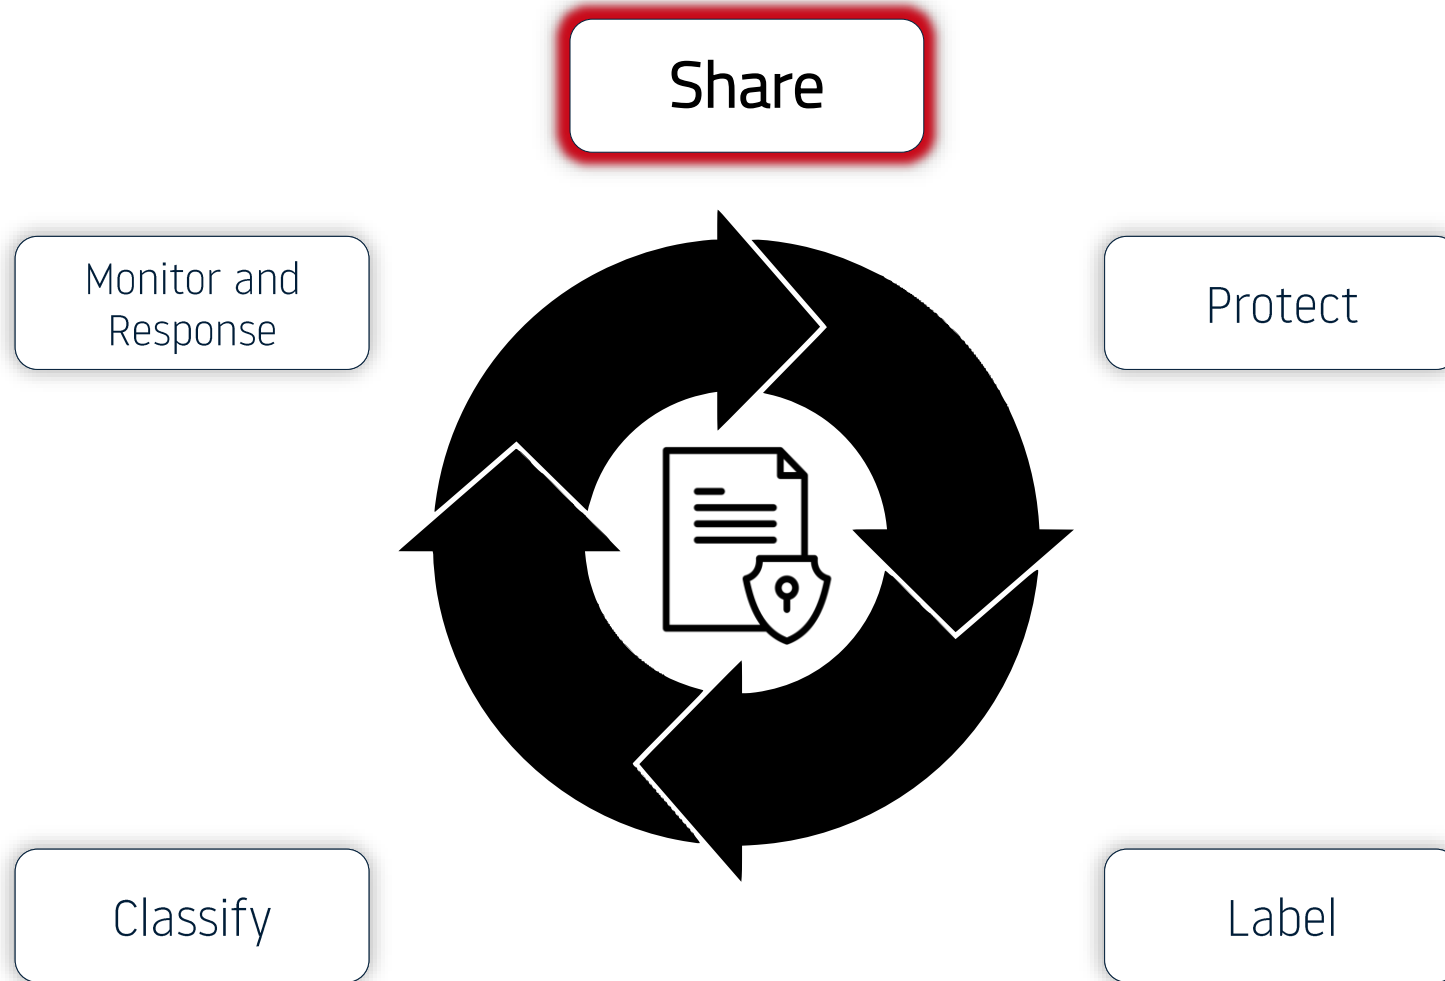 Share
Monitor and
Response
Protect
Classify
Label